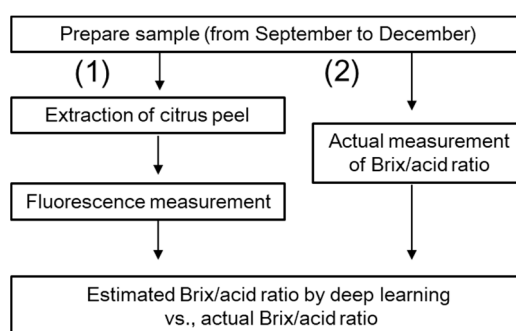 Prepare sample (from September to December)
(1)
(2)
Extraction of citrus peel
Actual measurement
of Brix/acid ratio
Fluorescence measurement
Estimated Brix/acid ratio by deep learning
vs., actual Brix/acid ratio